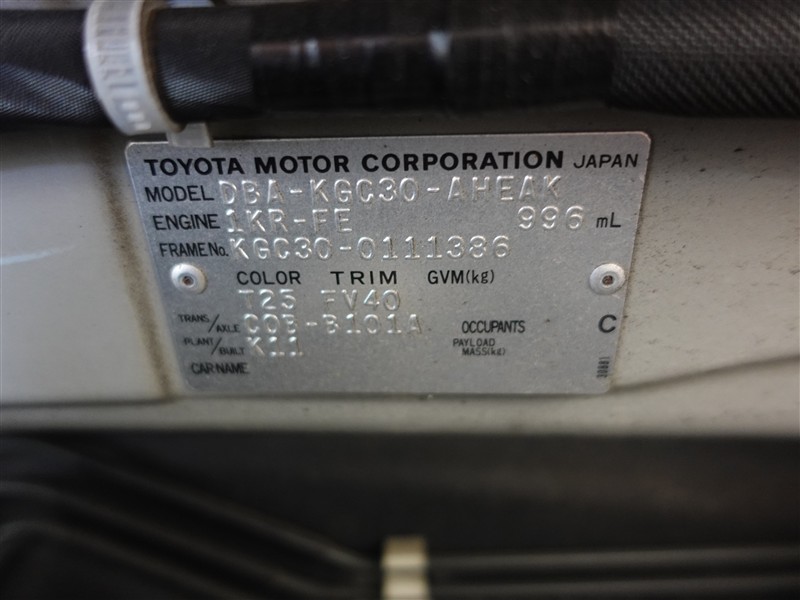 TOYOTA MOTOR CORPORATION JAPAN
MODEL DBA-KGC30-AHEAK
ENGINE 1KR-FE 996 mL
FRAME No. KGC30-0111386
COLOR TRIM GVM(kg)
T25 FV40
TRANS/AXLE C0B-B101A OCCUPANTS C
PLANT/BUILT K11 PAYLOAD MASS(kg)
CAR NAME